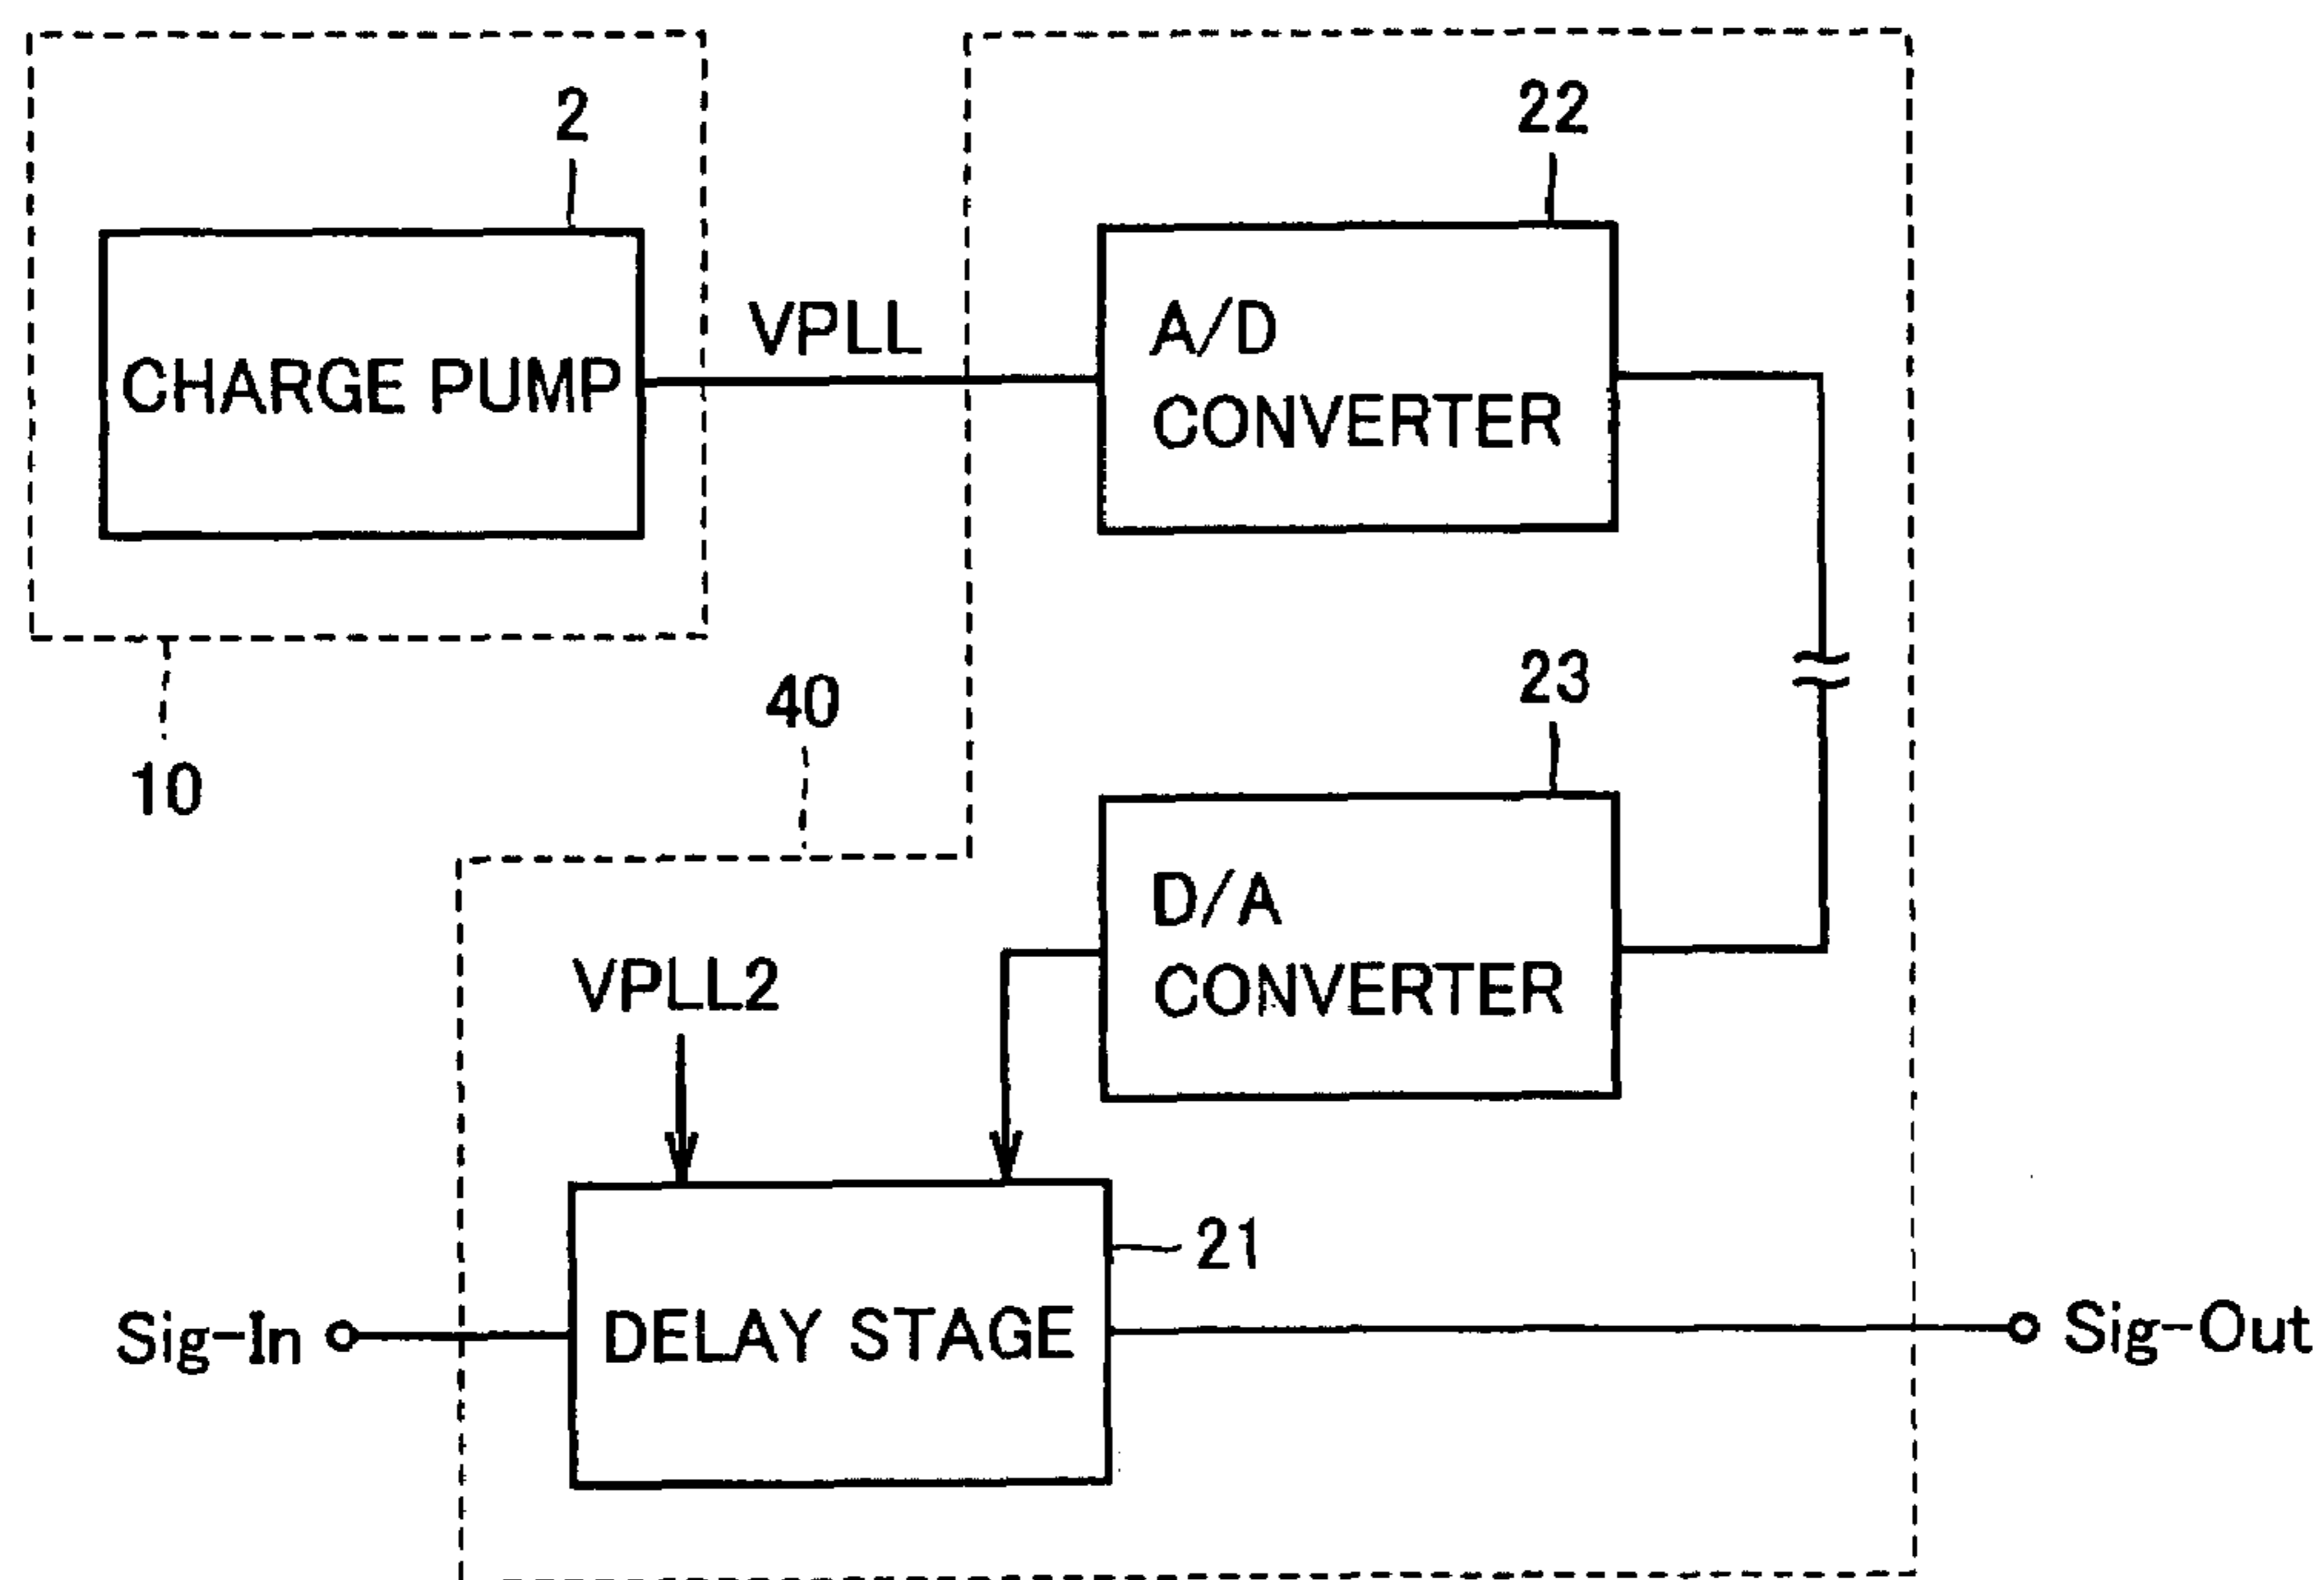 2
22
CHARGE PUMP
VPLL
A/D
CONVERTER
10
40
23
D/A
CONVERTER
VPLL2
21
Sig-In
DELAY STAGE
Sig-Out